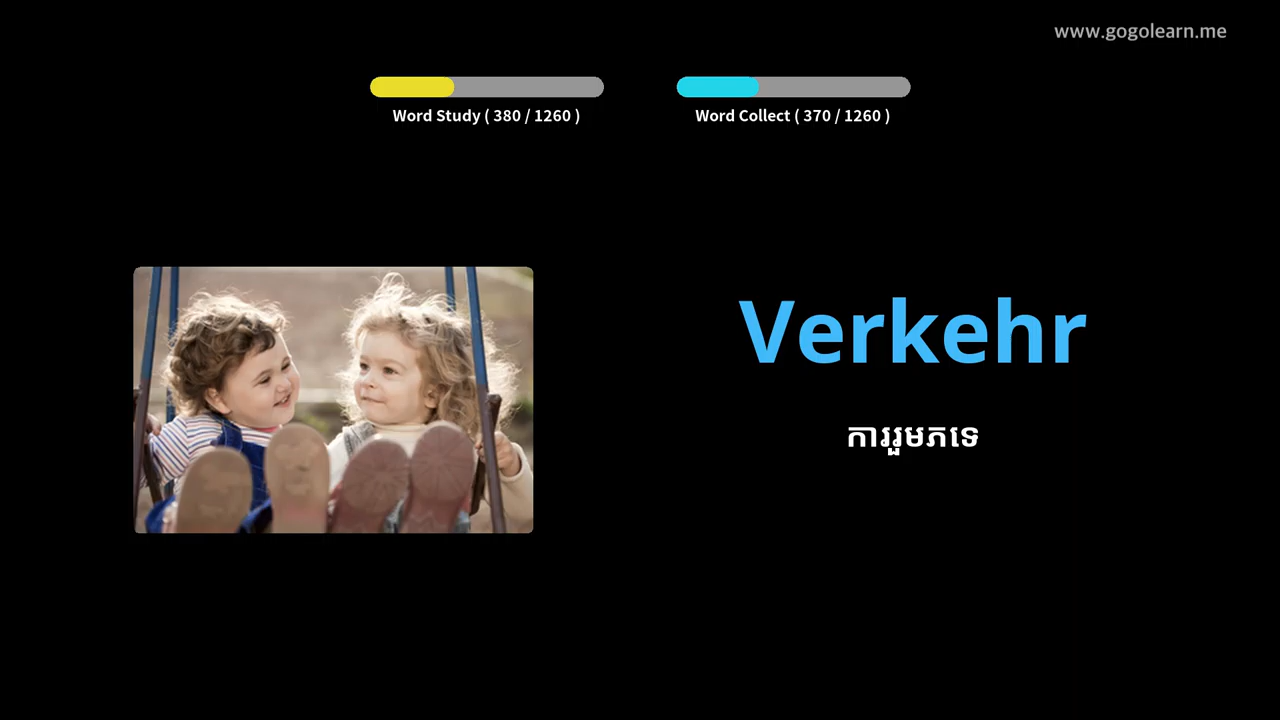 www.gogolearn.me
Word Study ( 380 / 1260 )
Word Collect ( 370 / 1260 )
Verkehr
ការរួមភទេ